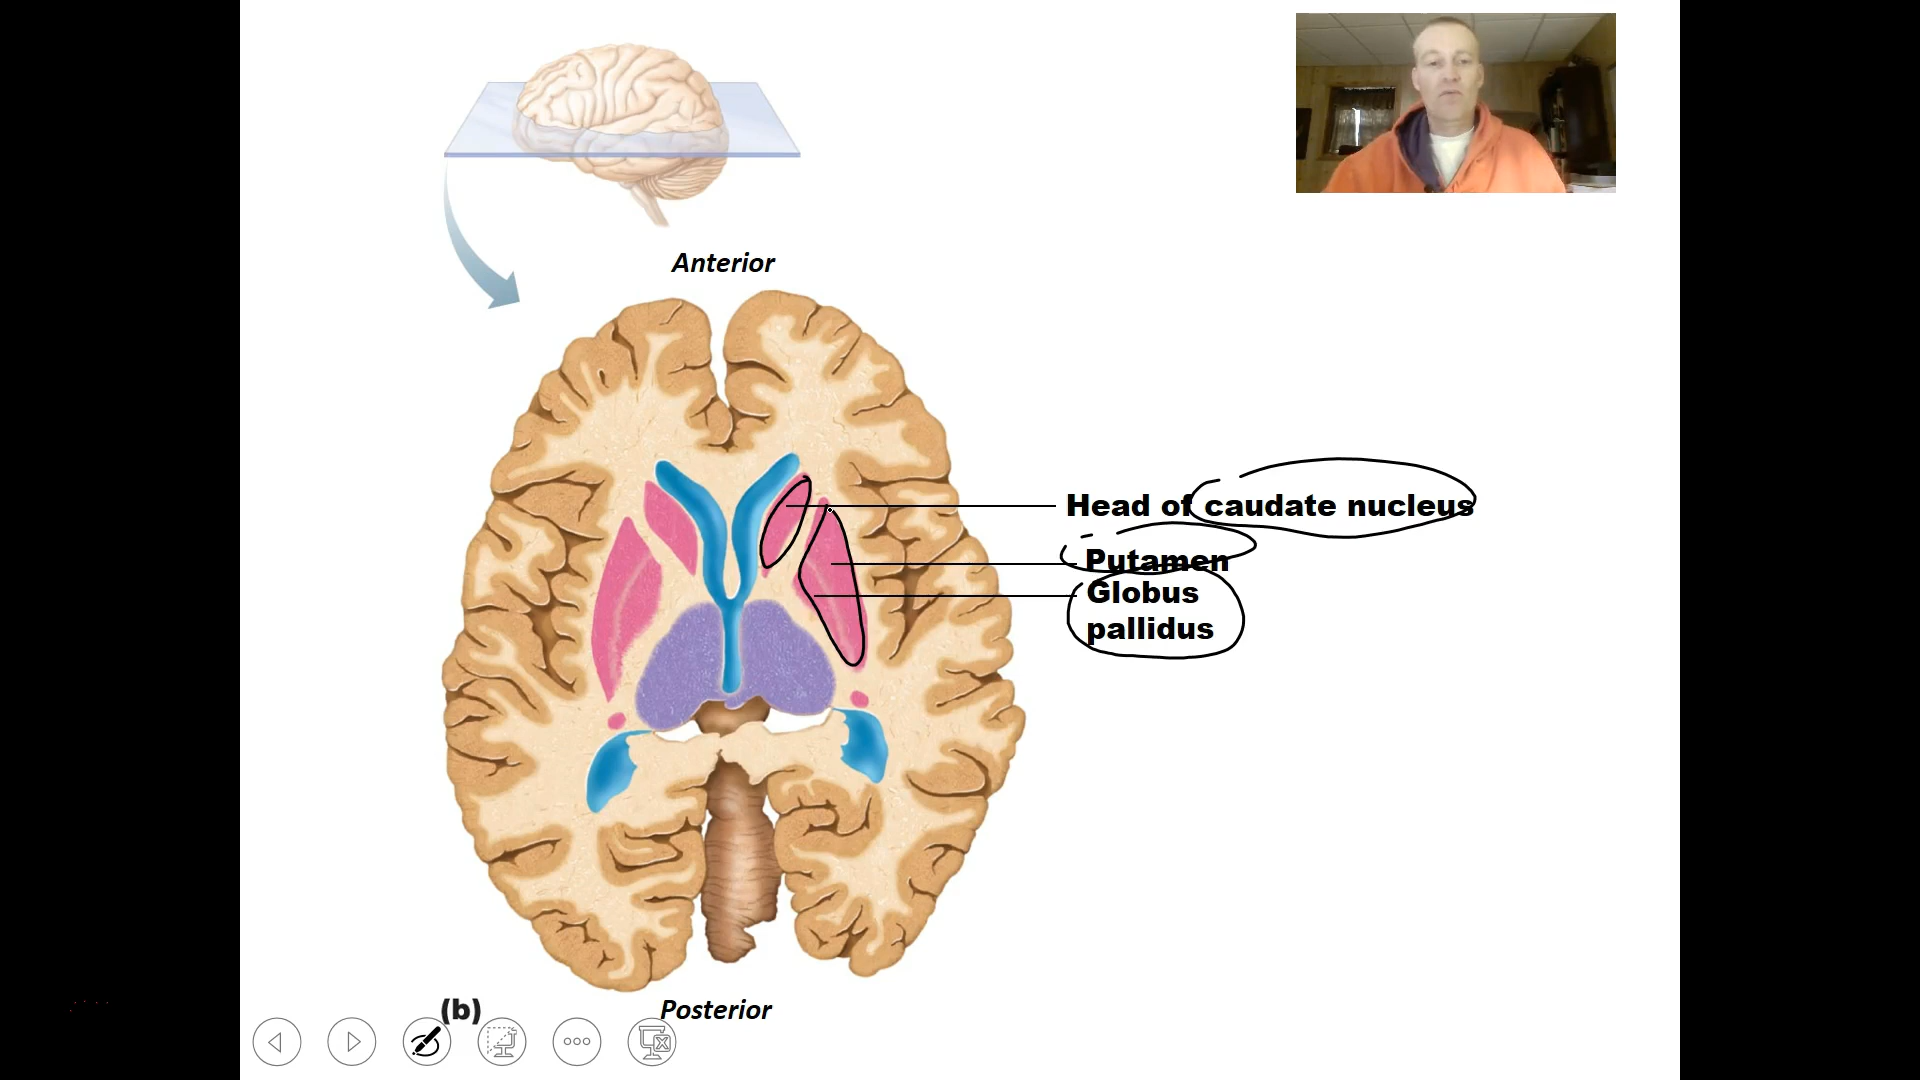 Anterior
Head of caudate nucleus
Putamen
Globus
pallidus
(b)
Posterior